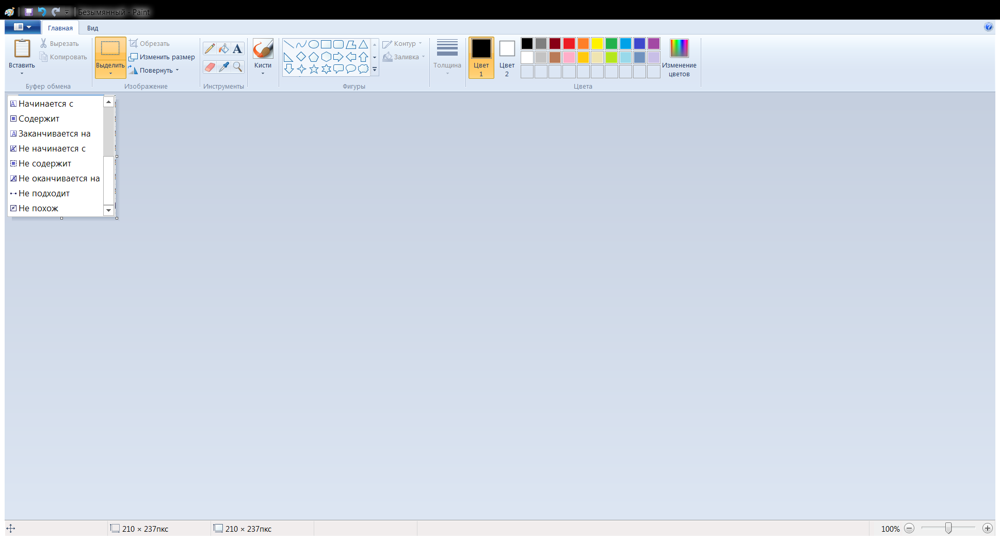 Безымянный - Paint
Главная Вид
Вставить
Вырезать
Копировать
Буфер обмена
Выделить
Обрезать
Изменить размер
Повернуть
Изображение
A
Инструменты
Кисти
Контур
Заливка
Фигуры
Толщина
Цвет
1
Цвет
2
Изменение
цветов
Цвета
Начинается с
Содержит
Заканчивается на
Не начинается с
Не содержит
Не оканчивается на
Не подходит
Не похож
210 × 237пкс
210 × 237пкс
100%